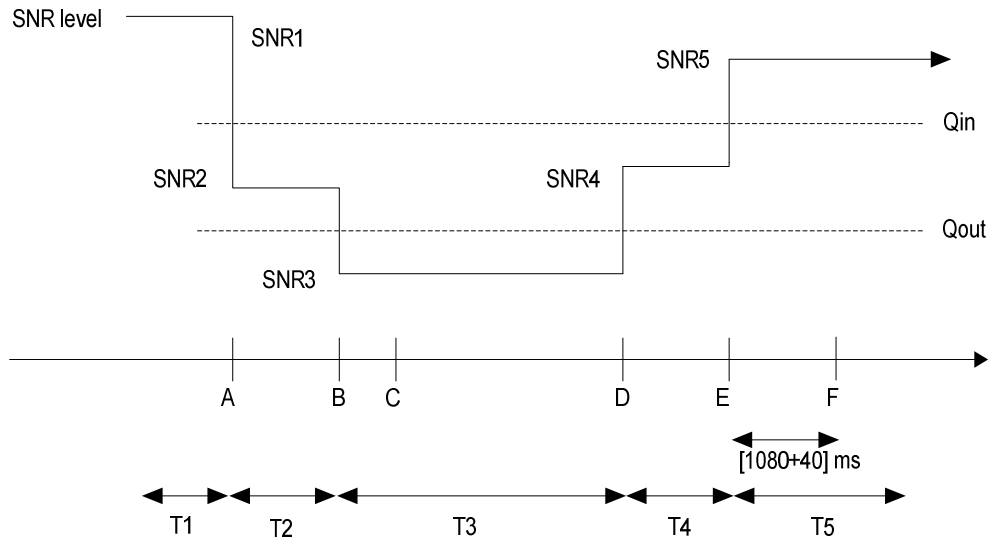 SNR level
SNR1
SNR5
Qin
SNR2
SNR4
Qout
SNR3
A B C D E F
[1080+40] ms
T1 T2 T3 T4 T5